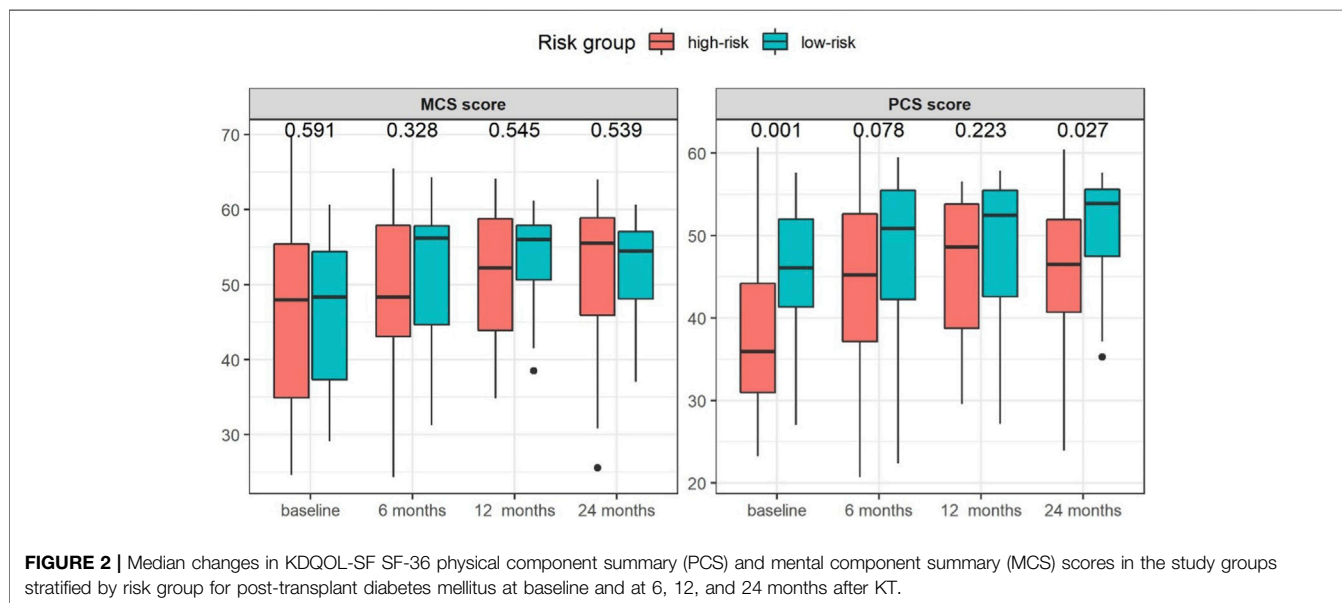 Risk group high-risk low-risk
MCS score PCS score
0.591 0.328 0.545 0.539 0.001 0.078 0.223 0.027
70
60
50
40
30
60
50
40
30
20
baseline 6 months 12 months 24 months baseline 6 months 12 months 24 months
FIGURE 2 | Median changes in KDQOL-SF SF-36 physical component summary (PCS) and mental component summary (MCS) scores in the study groups
stratified by risk group for post-transplant diabetes mellitus at baseline and at 6, 12, and 24 months after KT.